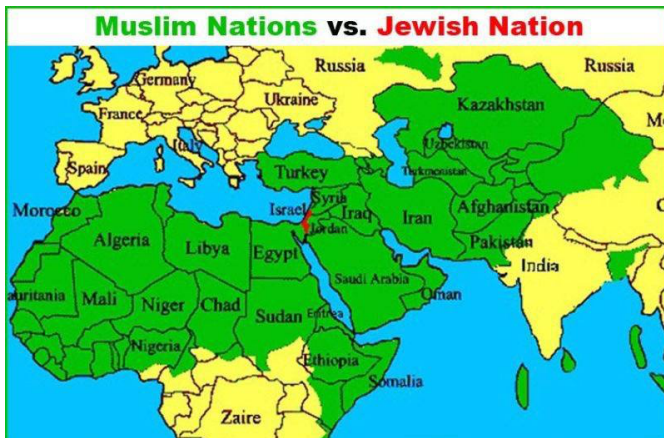 Muslim Nations vs. Jewish Nation
Germany
Russia
Russia
France
Ukraine
Kazakhstan
Italy
Spain
Uzbekistan
Turkmenistan
Turkey
Syria
Morocco
Israel
Iraq
Iran
Afghanistan
Jordan
Algeria
Libya
Egypt
Pakistan
India
Saudi Arabia
auritania
Mali
Niger
Chad
Oman
Sudan
Eritrea
Nigeria
Ethiopia
Somalia
Zaire